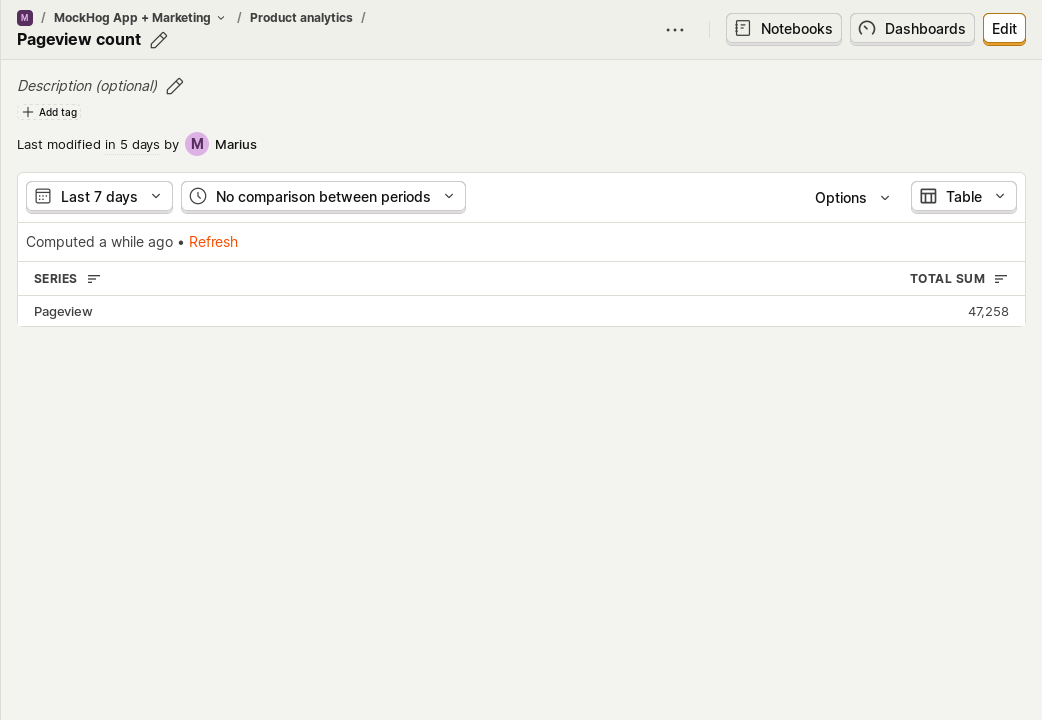 M / MockHog App + Marketing / Product analytics /
Pageview count
Notebooks
Dashboards
Edit
Description (optional)
Add tag
Last modified in 5 days by M Marius
Last 7 days
No comparison between periods
Options
Table
Computed a while ago • Refresh
SERIES
TOTAL SUM
Pageview
47,258